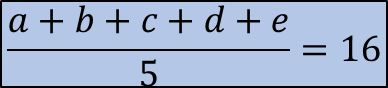 (a + b + c + d + e) / 5 = 16